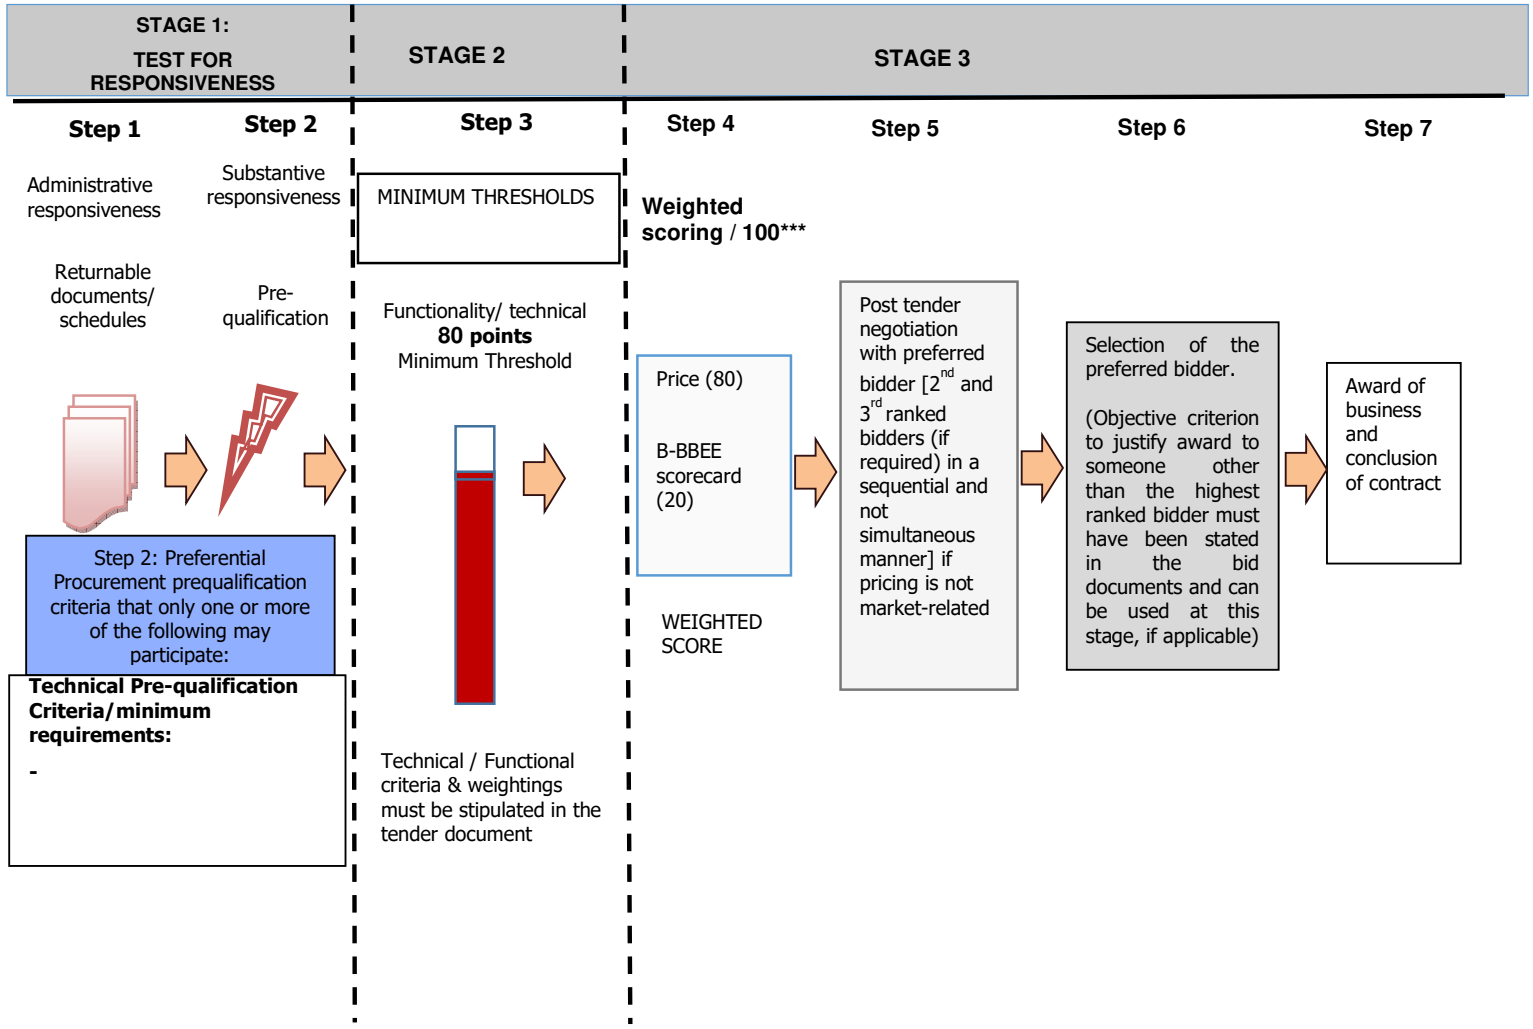 STAGE 1:
TEST FOR
RESPONSIVENESS
STAGE 2
STAGE 3
Step 1
Step 2
Step 3
Step 4
Step 5
Step 6
Step 7
Administrative
responsiveness
Returnable
documents/
schedules
Substantive
responsiveness
Pre-
qualification
Step 2: Preferential
Procurement prequalification
criteria that only one or more
of the following may
participate:
Technical Pre-qualification
Criteria/minimum
requirements:
-
MINIMUM THRESHOLDS
Functionality/ technical
80 points
Minimum Threshold
Technical / Functional
criteria & weightings
must be stipulated in the
tender document
Weighted
scoring / 100***
Price (80)
B-BBEE
scorecard
(20)
WEIGHTED
SCORE
Post tender
negotiation
with preferred
bidder [2nd and
3rd ranked
bidders (if
required) in a
sequential and
not
simultaneous
manner] if
pricing is not
market-related
Selection of the
preferred bidder.
(Objective criterion
to justify award to
someone other
than the highest
ranked bidder must
have been stated
in the bid
documents and can
be used at this
stage, if applicable)
Award of
business
and
conclusion
of contract